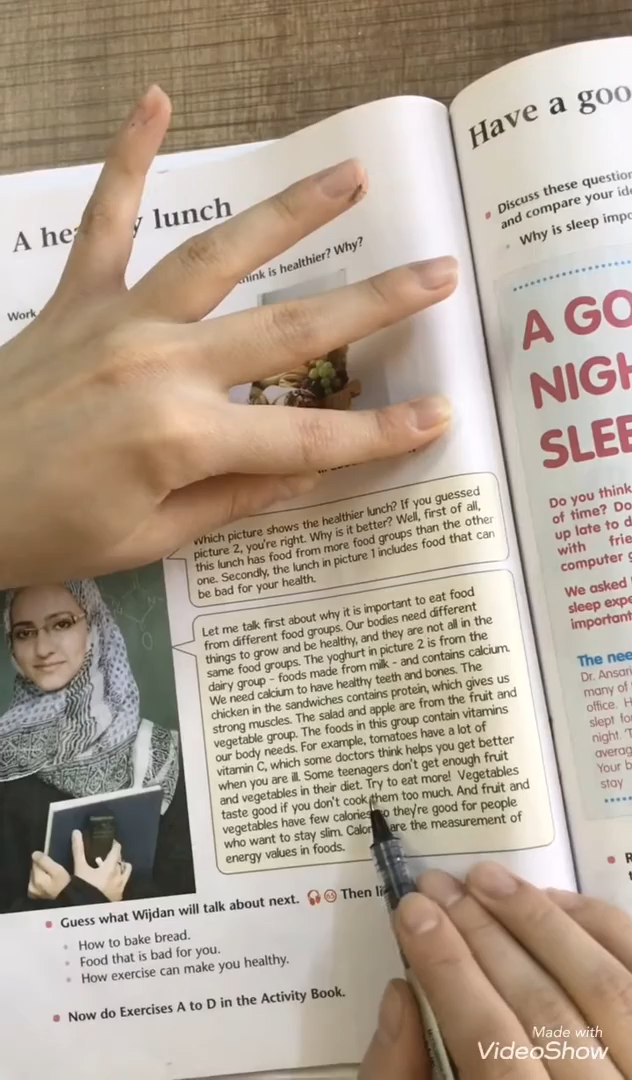 A he y lunch
Work
think is healthier? Why?
Which picture shows the healthier lunch? If you guessed
picture 2, you're right. Why is it better? Well, first of all,
this lunch has food from more food groups than the other
one. Secondly, the lunch in picture 1 includes food that can
be bad for your health.
Let me talk first about why it is important to eat food
from different food groups. Our bodies need different
things to grow and be healthy, and they are not all in the
same food groups. The yoghurt in picture 2 is from the
dairy group - foods made from milk - and contains calcium.
We need calcium to have healthy teeth and bones. The
chicken in the sandwiches contains protein, which gives us
strong muscles. The salad and apple are from the fruit and
vegetable group. The foods in this group contain vitamins
our body needs. For example, tomatoes have a lot of
vitamin C, which some doctors think helps you get better
when you are ill. Some teenagers don't get enough fruit
and vegetables in their diet. Try to eat more! Vegetables
taste good if you don't cook them too much. And fruit and
vegetables have few calories so they're good for people
who want to stay slim. Calor are the measurement of
energy values in foods.
Guess what Wijdan will talk about next. 65 Then li
How to bake bread.
Food that is bad for you.
How exercise can make you healthy.
Now do Exercises A to D in the Activity Book.
Have a goo
Discuss these question
and compare your ide
Why is sleep impo
A GO
NIGH
SLEE
Do you think
of time? Do
up late to d
with frie
computer g
We asked
sleep expe
important
The nee
Dr. Ansar
many of
office. H
slept fo
night. 'T
averag
Your b
stay
R
Made with
VideoShow